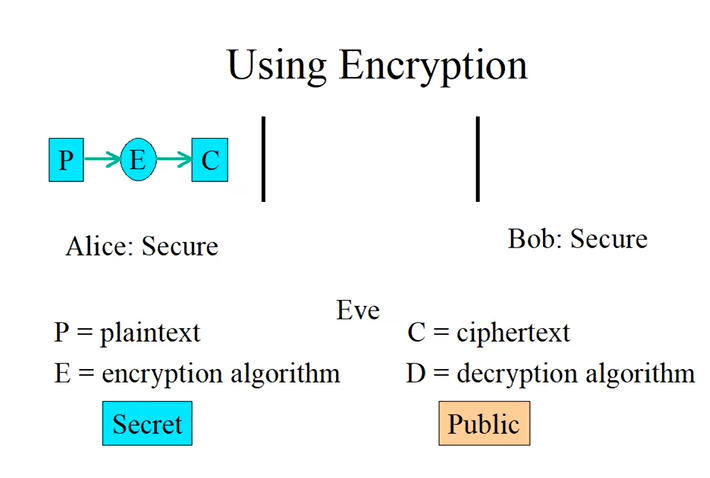 Using Encryption
P E C
Alice: Secure
Bob: Secure
Eve
P = plaintext
C = ciphertext
E = encryption algorithm
D = decryption algorithm
Secret
Public